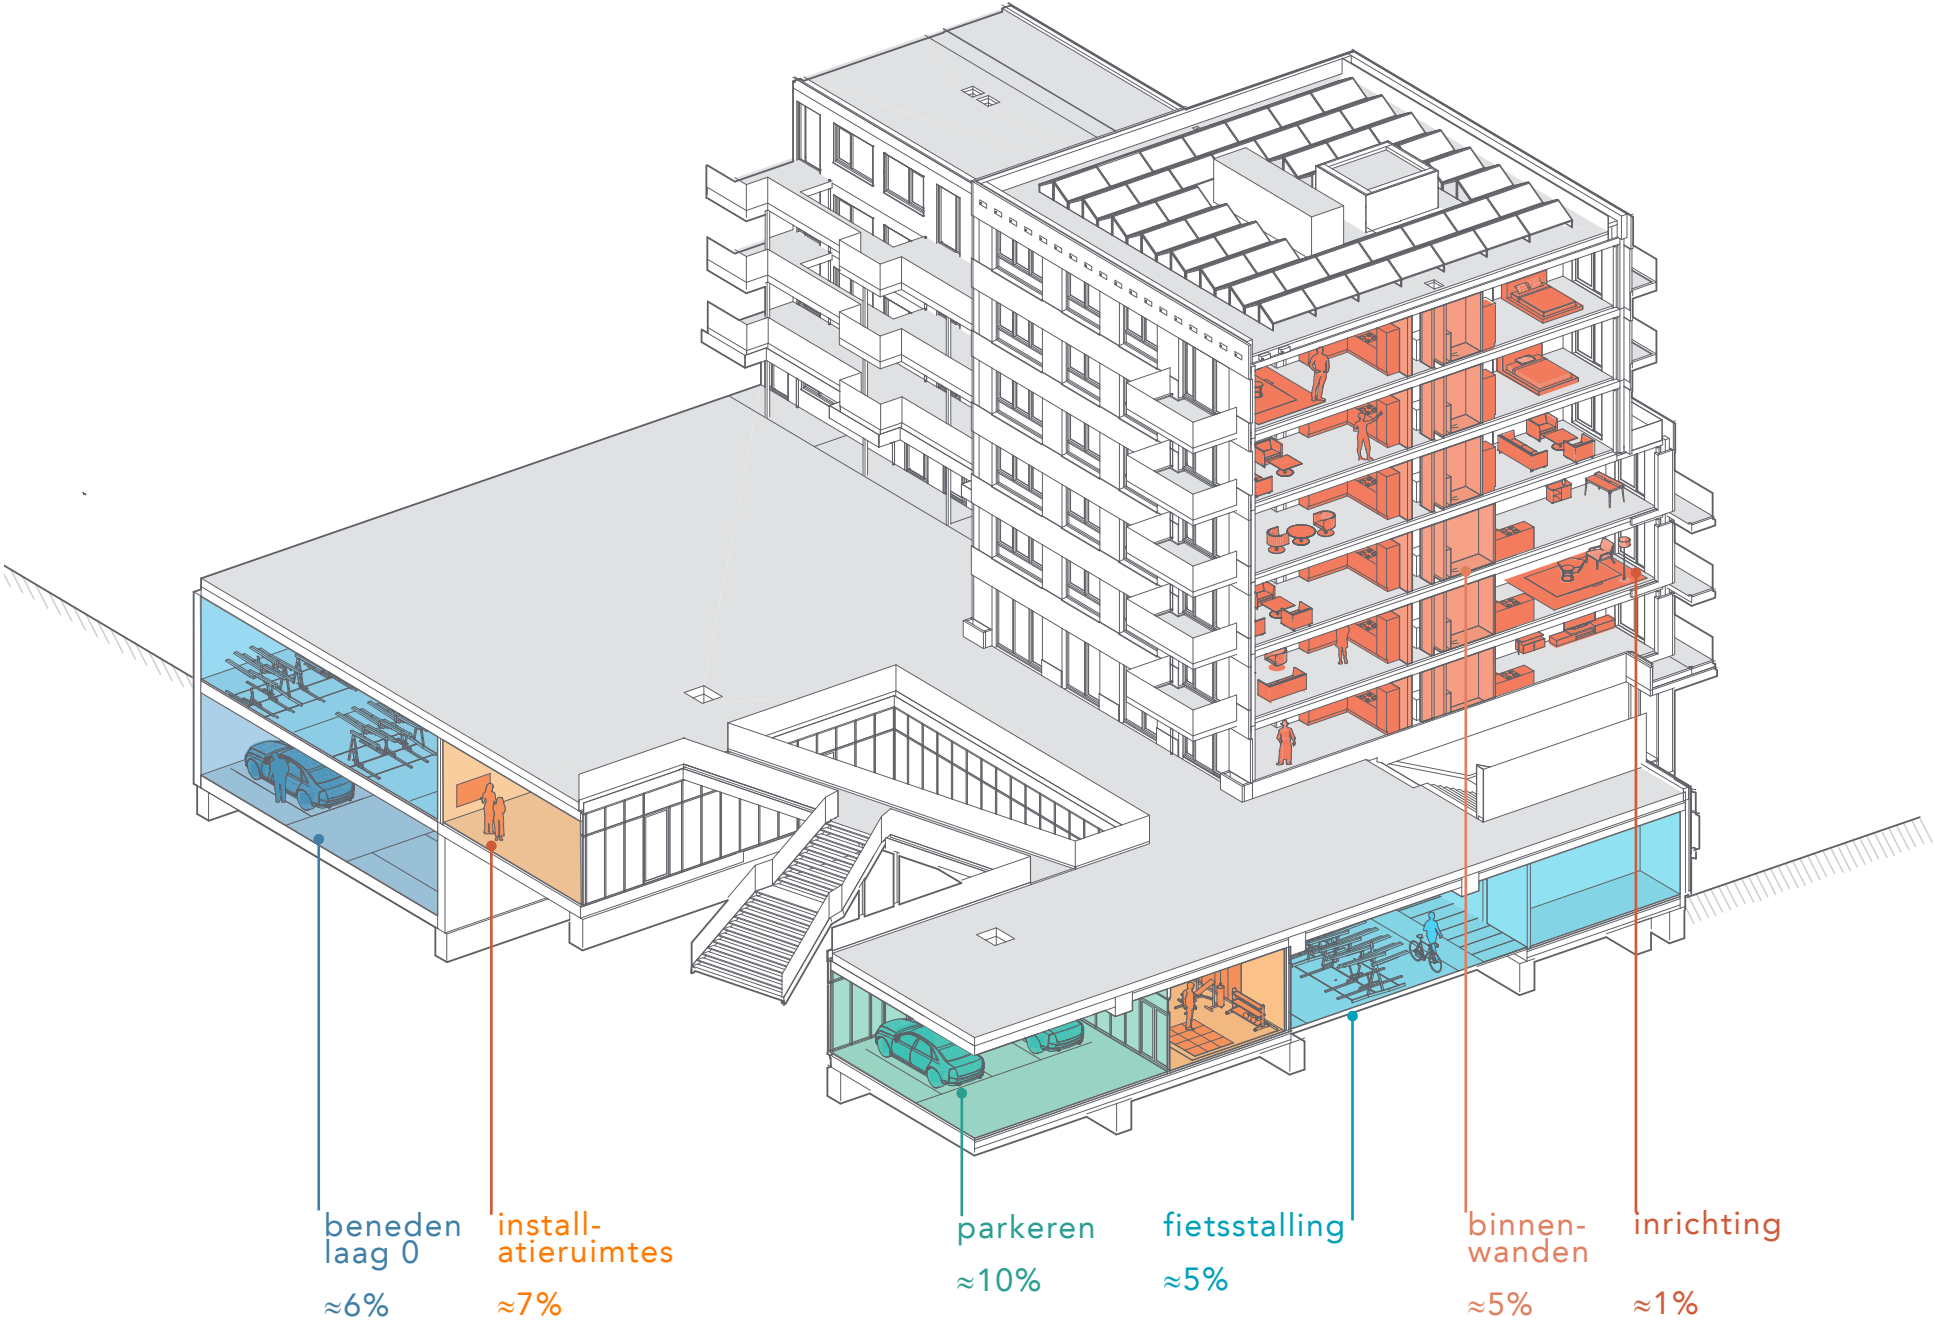 beneden
laag 0
≈6%
install-
atieruimtes
≈7%
parkeren
≈10%
fietsstalling
≈5%
binnen-
wanden
≈5%
inrichting
≈1%